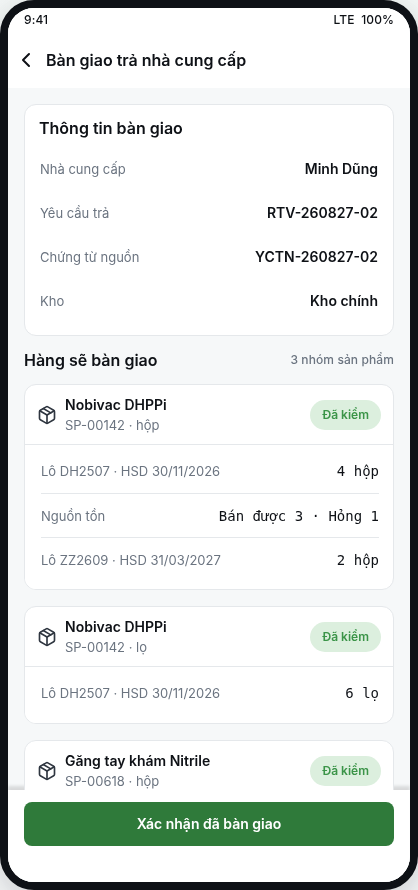 9:41 LTE 100%
Bàn giao trả nhà cung cấp
Thông tin bàn giao
Nhà cung cấp Minh Dũng
Yêu cầu trả RTV-260827-02
Chứng từ nguồn YCTN-260827-02
Kho Kho chính
Hàng sẽ bàn giao 3 nhóm sản phẩm
Nobivac DHPPi
SP-00142 · hộp
Đã kiểm
Lô DH2507 · HSD 30/11/2026 4 hộp
Nguồn tồn Bán được 3 · Hỏng 1
Lô ZZ2609 · HSD 31/03/2027 2 hộp
Nobivac DHPPi
SP-00142 · lọ
Đã kiểm
Lô DH2507 · HSD 30/11/2026 6 lọ
Găng tay khám Nitrile
SP-00618 · hộp
Đã kiểm
Xác nhận đã bàn giao